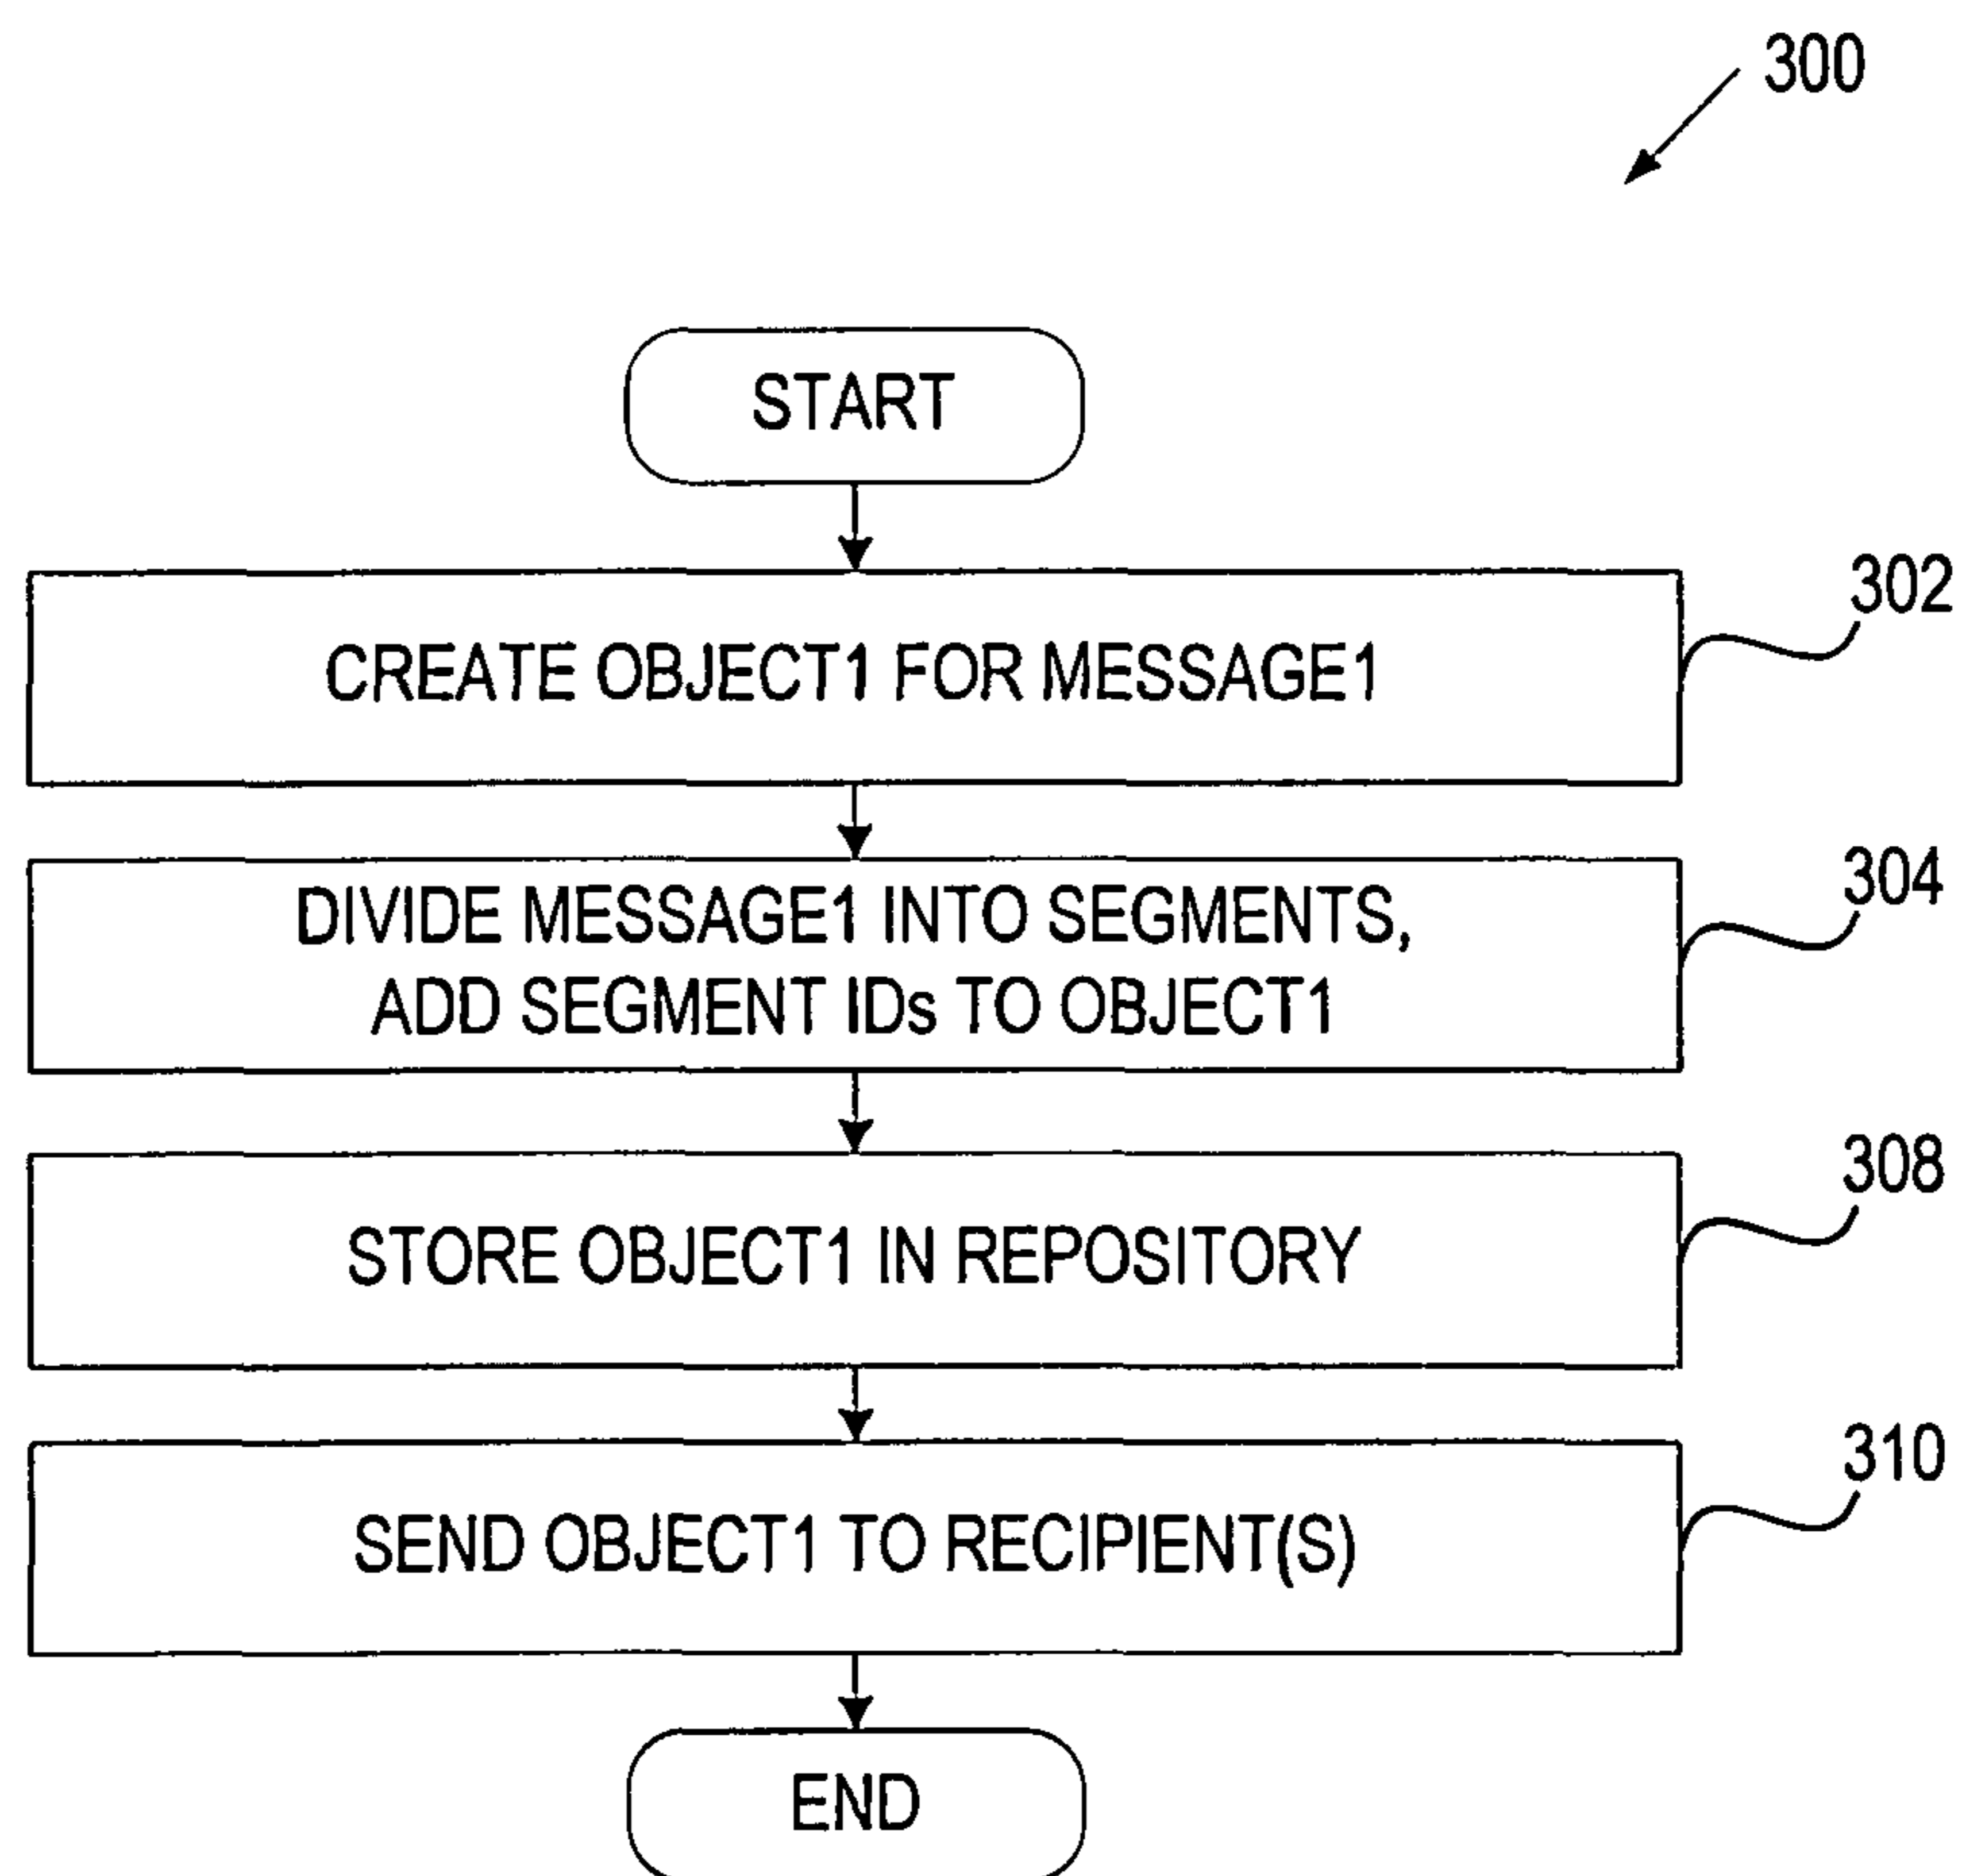 300
START
302
CREATE OBJECT1 FOR MESSAGE1
304
DIVIDE MESSAGE1 INTO SEGMENTS,
ADD SEGMENT IDs TO OBJECT1
308
STORE OBJECT1 IN REPOSITORY
310
SEND OBJECT1 TO RECIPIENT(S)
END